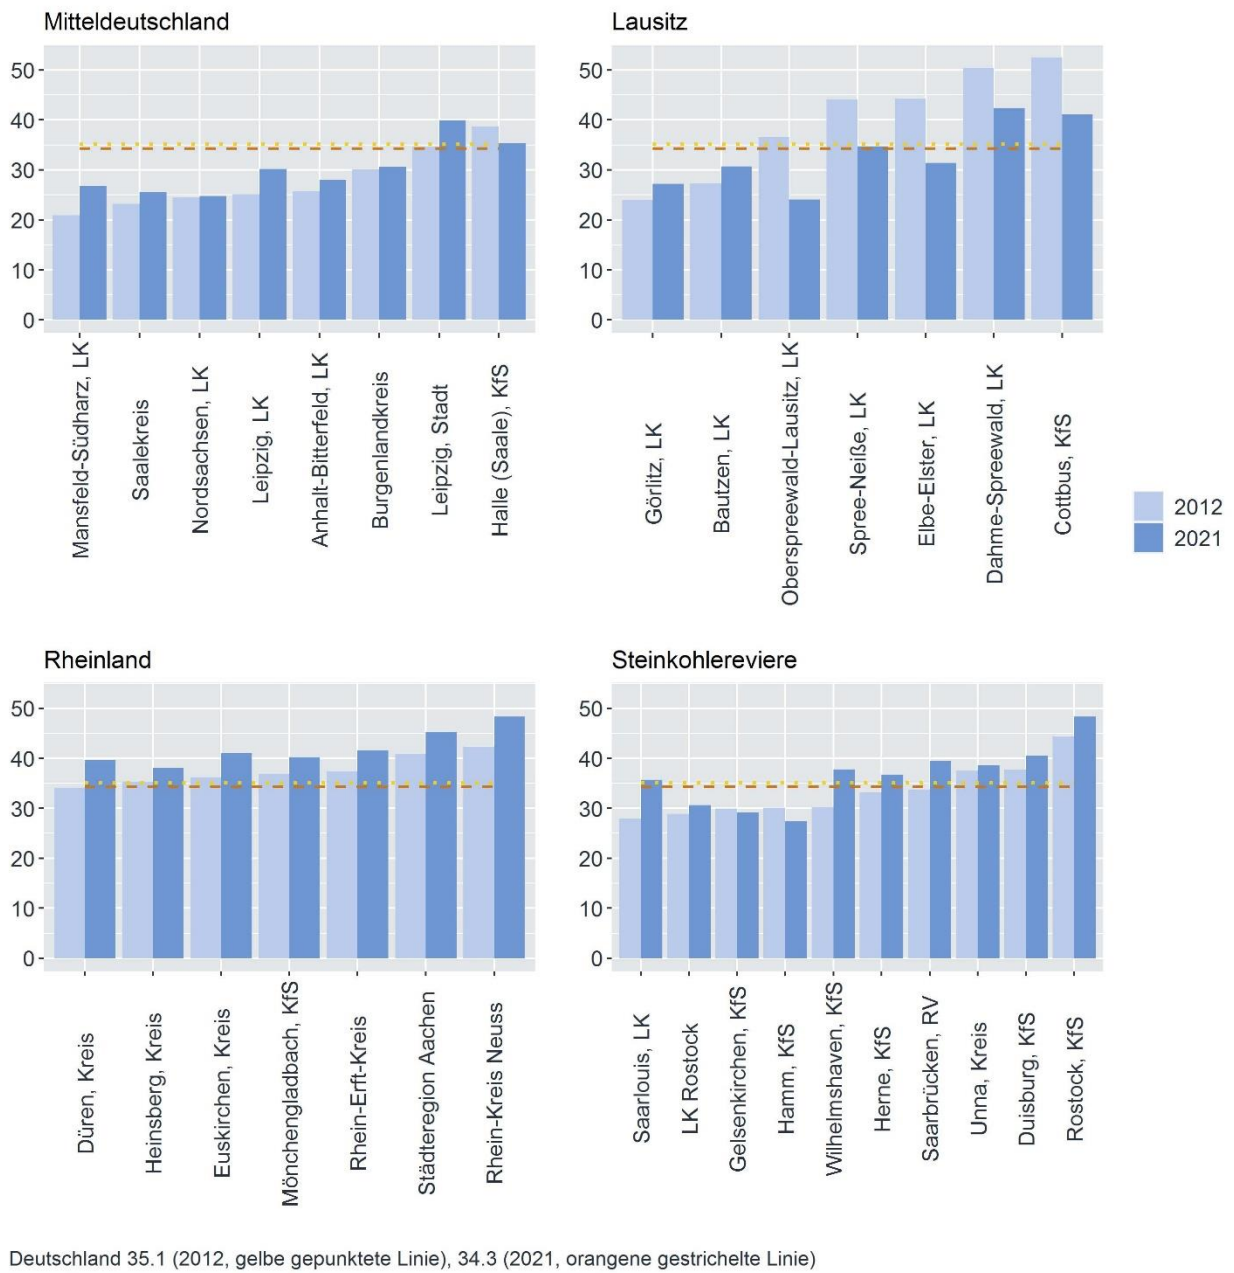 Mitteldeutschland
50
40
30
20
10
0
Mansfeld-Südharz, LK
Saalekreis
Nordsachsen, LK
Leipzig, LK
Anhalt-Bitterfeld, LK
Burgenlandkreis
Leipzig, Stadt
Halle (Saale), KfS
Lausitz
50
40
30
20
10
0
Görlitz, LK
Bautzen, LK
Oberspreewald-Lausitz, LK
Spree-Neiße, LK
Elbe-Elster, LK
Dahme-Spreewald, LK
Cottbus, KfS
2012
2021
Rheinland
50
40
30
20
10
0
Düren, Kreis
Heinsberg, Kreis
Euskirchen, Kreis
Mönchengladbach, KfS
Rhein-Erft-Kreis
Städteregion Aachen
Rhein-Kreis Neuss
Steinkohlereviere
50
40
30
20
10
0
Saarlouis, LK
LK Rostock
Gelsenkirchen, KfS
Hamm, KfS
Wilhelmshaven, KfS
Herne, KfS
Saarbrücken, RV
Unna, Kreis
Duisburg, KfS
Rostock, KfS
Deutschland 35.1 (2012, gelbe gepunktete Linie), 34.3 (2021, orangene gestrichelte Linie)